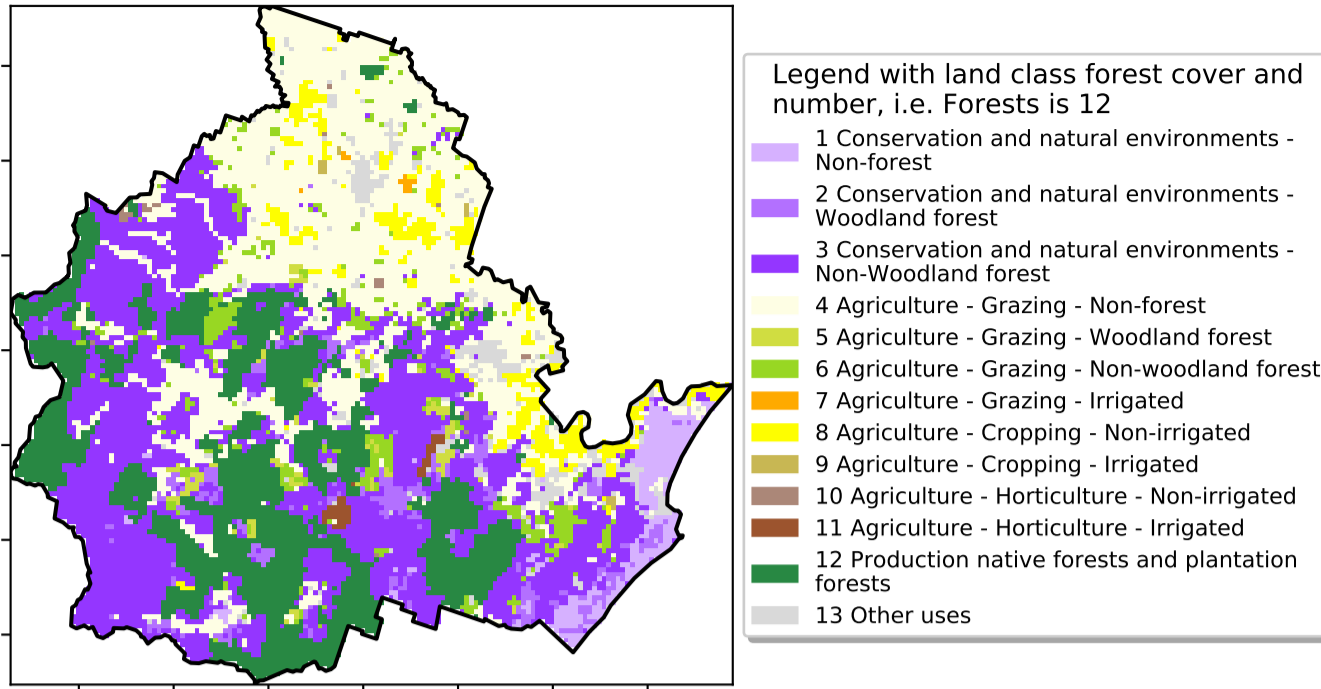 Legend with land class forest cover and
number, i.e. Forests is 12
1 Conservation and natural environments -
Non-forest
2 Conservation and natural environments -
Woodland forest
3 Conservation and natural environments -
Non-Woodland forest
4 Agriculture - Grazing - Non-forest
5 Agriculture - Grazing - Woodland forest
6 Agriculture - Grazing - Non-woodland forest
7 Agriculture - Grazing - Irrigated
8 Agriculture - Cropping - Non-irrigated
9 Agriculture - Cropping - Irrigated
10 Agriculture - Horticulture - Non-irrigated
11 Agriculture - Horticulture - Irrigated
12 Production native forests and plantation
forests
13 Other uses